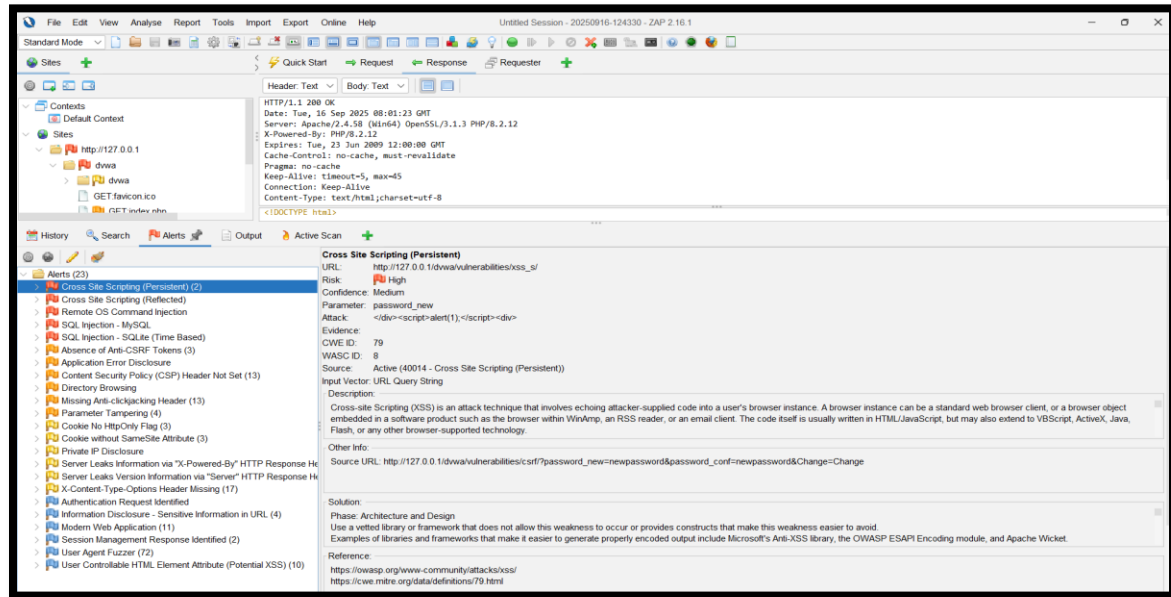 File Edit View Analyse Report Tools Import Export Online Help Untitled Session - 20250916-124330 - ZAP 2.16.1
Standard Mode
Sites Quick Start Request Response Requester
Header: Text Body: Text
Contexts
Default Context
Sites
http://127.0.0.1
dvwa
dvwa
GET:favicon.ico
GET:index.php
HTTP/1.1 200 OK
Date: Tue, 16 Sep 2025 08:01:23 GMT
Server: Apache/2.4.58 (Win64) OpenSSL/3.1.3 PHP/8.2.12
X-Powered-By: PHP/8.2.12
Expires: Tue, 23 Jun 2009 12:00:00 GMT
Cache-Control: no-cache, must-revalidate
Pragma: no-cache
Keep-Alive: timeout=5, max=45
Connection: Keep-Alive
Content-Type: text/html;charset=utf-8
<!DOCTYPE html>
History Search Alerts Output Active Scan
Alerts (23)
Cross Site Scripting (Persistent) (2)
Cross Site Scripting (Reflected)
Remote OS Command Injection
SQL Injection - MySQL
SQL Injection - SQLite (Time Based)
Absence of Anti-CSRF Tokens (3)
Application Error Disclosure
Content Security Policy (CSP) Header Not Set (13)
Directory Browsing
Missing Anti-clickjacking Header (13)
Parameter Tampering (4)
Cookie No HttpOnly Flag (3)
Cookie without SameSite Attribute (3)
Private IP Disclosure
Server Leaks Information via "X-Powered-By" HTTP Response He
Server Leaks Version Information via "Server" HTTP Response He
X-Content-Type-Options Header Missing (17)
Authentication Request Identified
Information Disclosure - Sensitive Information in URL (4)
Modern Web Application (11)
Session Management Response Identified (2)
User Agent Fuzzer (72)
User Controllable HTML Element Attribute (Potential XSS) (10)
Cross Site Scripting (Persistent)
URL: http://127.0.0.1/dvwa/vulnerabilities/xss_s/
Risk: High
Confidence: Medium
Parameter: password_new
Attack: </div><script>alert(1);</script><div>
Evidence:
CWE ID: 79
WASC ID: 8
Source: Active (40014 - Cross Site Scripting (Persistent))
Input Vector: URL Query String
Description:
Cross-site Scripting (XSS) is an attack technique that involves echoing attacker-supplied code into a user's browser instance. A browser instance can be a standard web browser client, or a browser object
embedded in a software product such as the browser within WinAmp, an RSS reader, or an email client. The code itself is usually written in HTML/JavaScript, but may also extend to VBScript, ActiveX, Java,
Flash, or any other browser-supported technology.
Other Info:
Source URL: http://127.0.0.1/dvwa/vulnerabilities/csrf/?password_new=newpassword&password_conf=newpassword&Change=Change
Solution:
Phase: Architecture and Design
Use a vetted library or framework that does not allow this weakness to occur or provides constructs that make this weakness easier to avoid.
Examples of libraries and frameworks that make it easier to generate properly encoded output include Microsoft's Anti-XSS library, the OWASP ESAPI Encoding module, and Apache Wicket.
Reference:
https://owasp.org/www-community/attacks/xss/
https://cwe.mitre.org/data/definitions/79.html